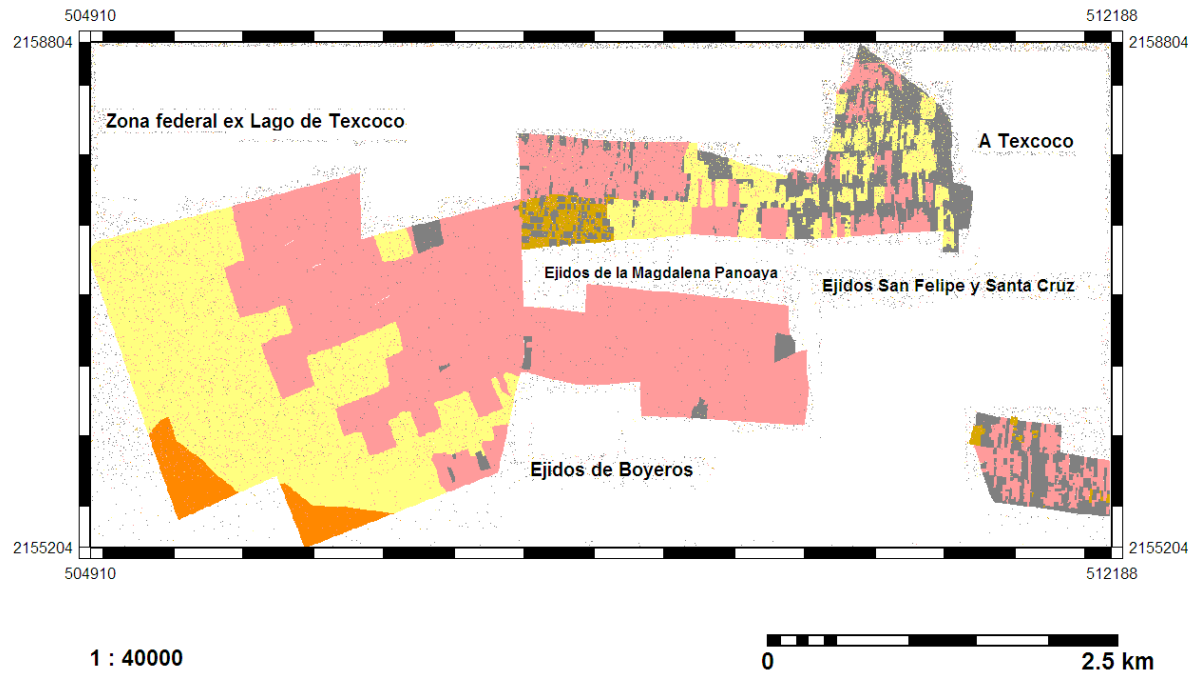 504910
512188
2158804
2158804
Zona federal ex Lago de Texcoco
A Texcoco
Ejidos de la Magdalena Panoaya
Ejidos San Felipe y Santa Cruz
Ejidos de Boyeros
2155204
2155204
504910
512188
1 : 40000
0
2.5 km